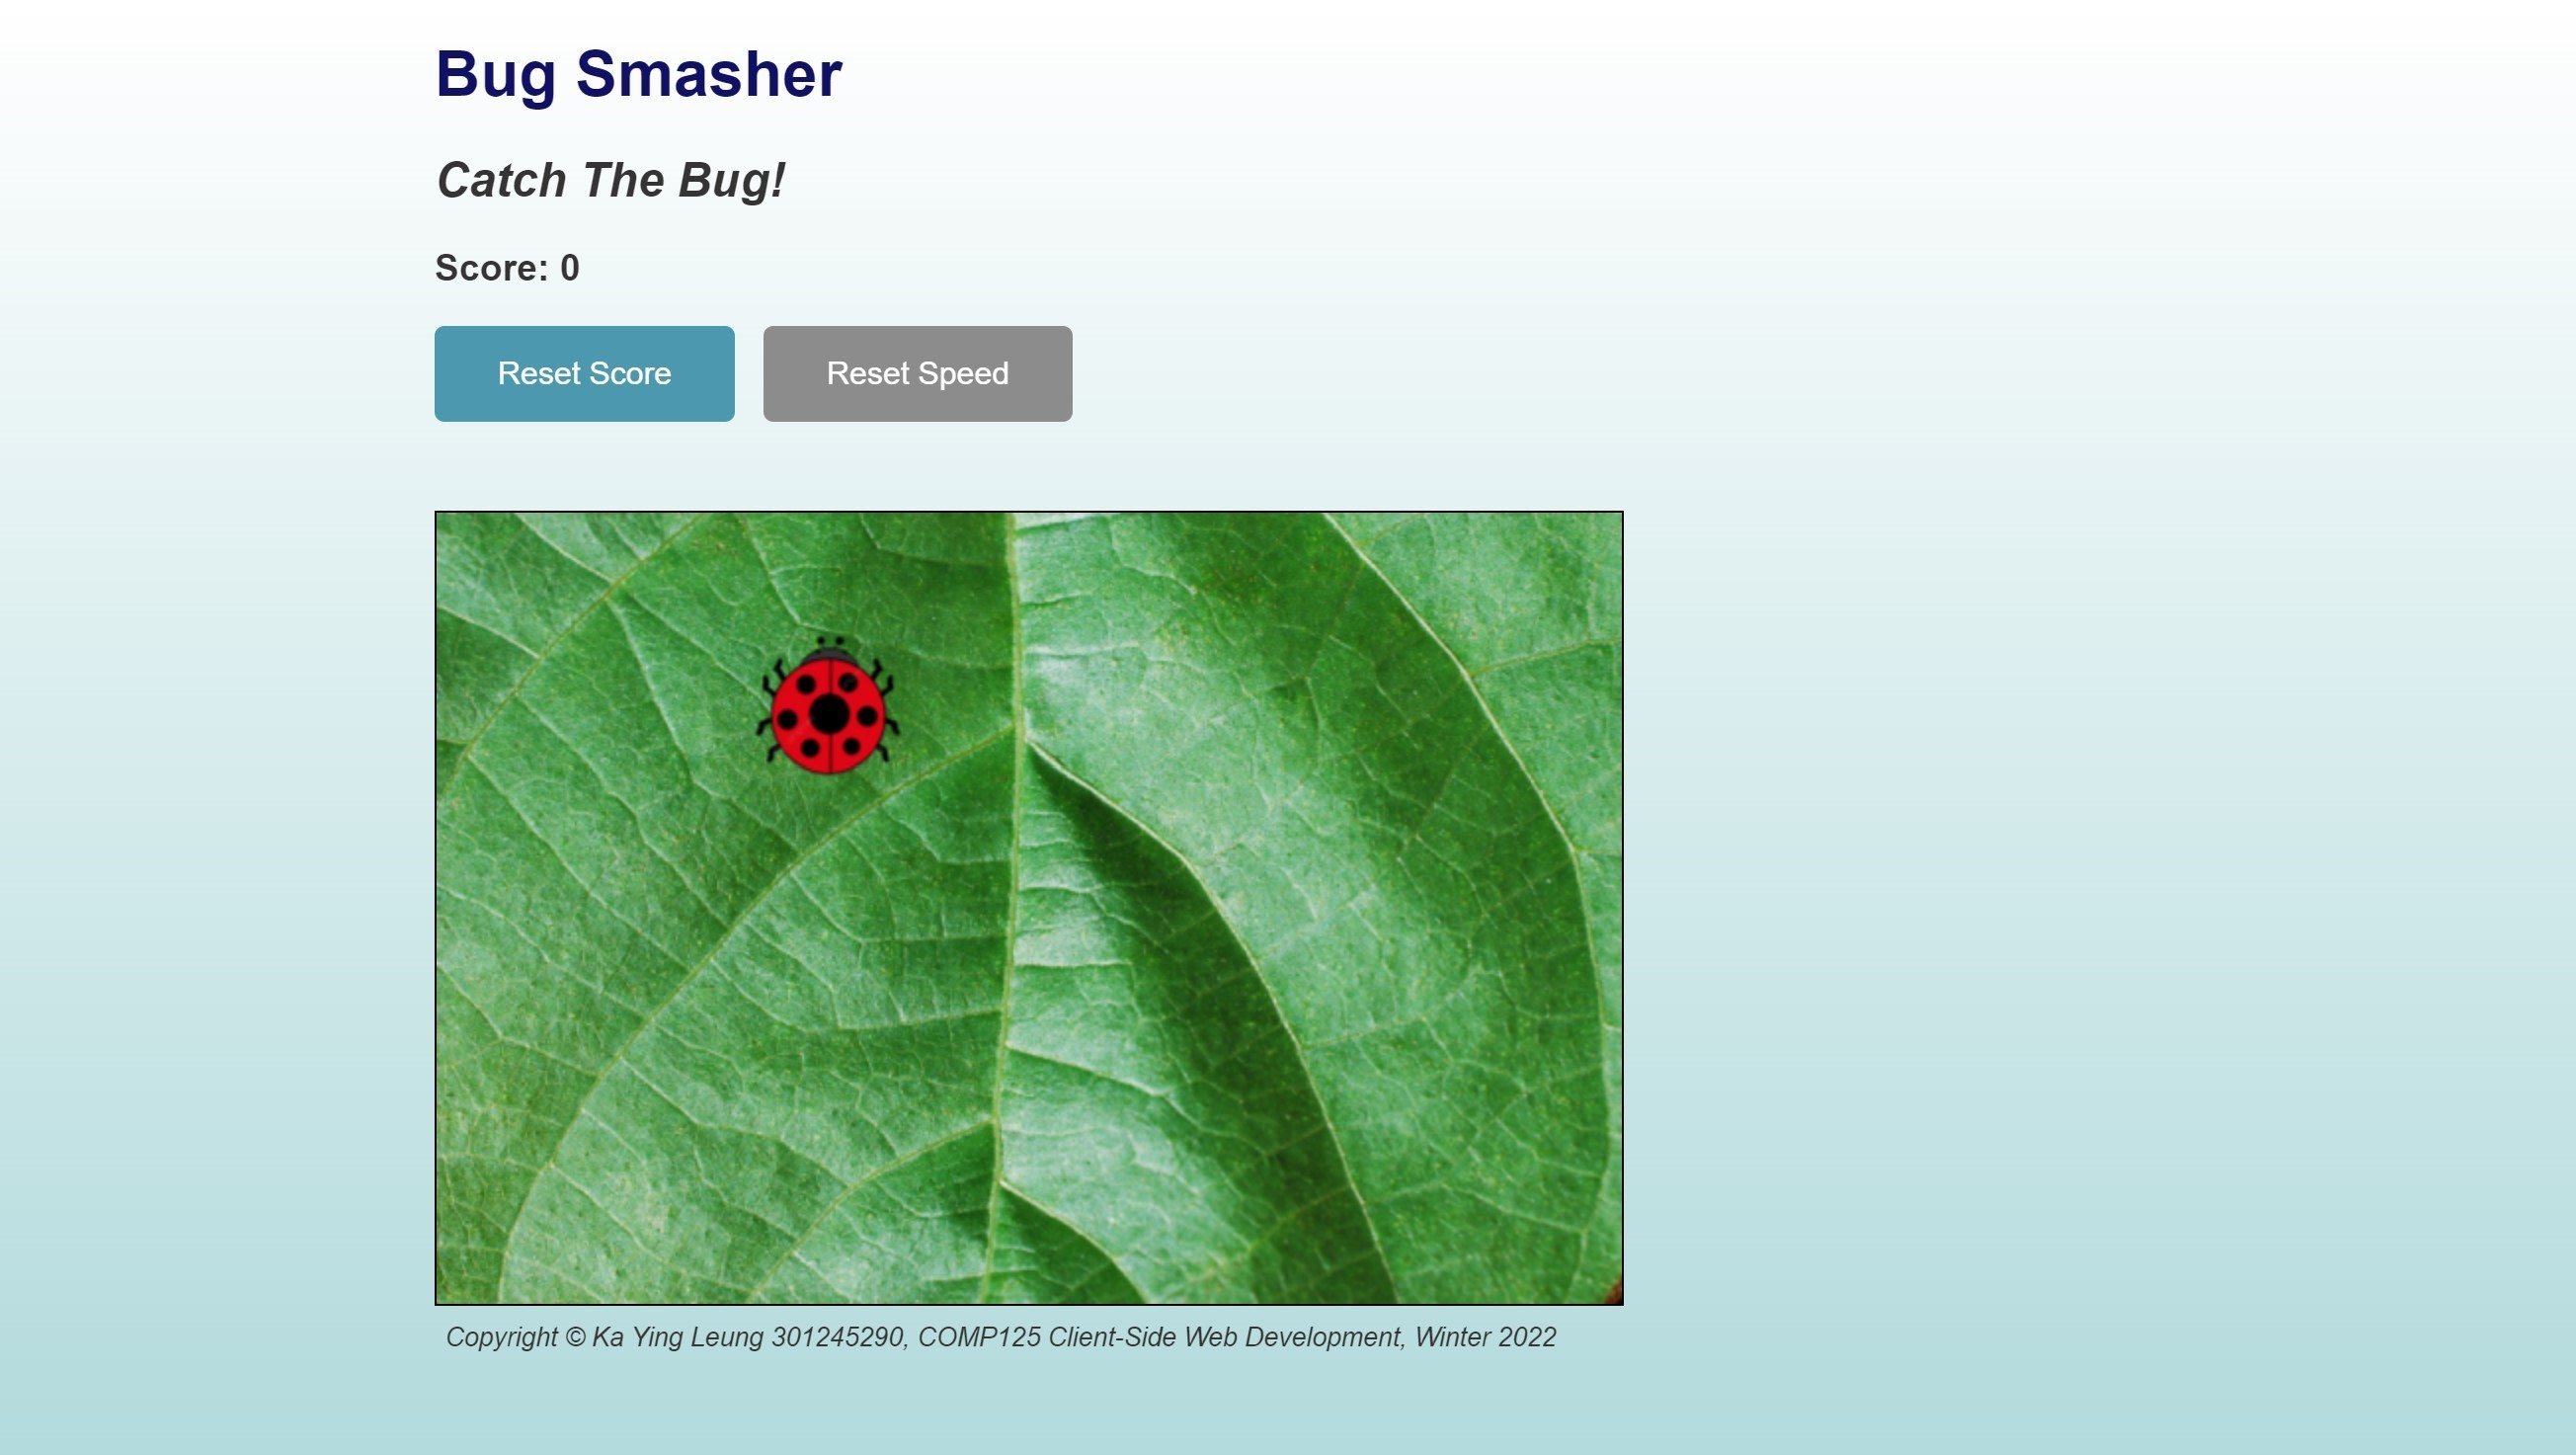 Bug Smasher
Catch The Bug!
Score: 0
Reset Score Reset Speed
Copyright © Ka Ying Leung 301245290, COMP125 Client-Side Web Development, Winter 2022